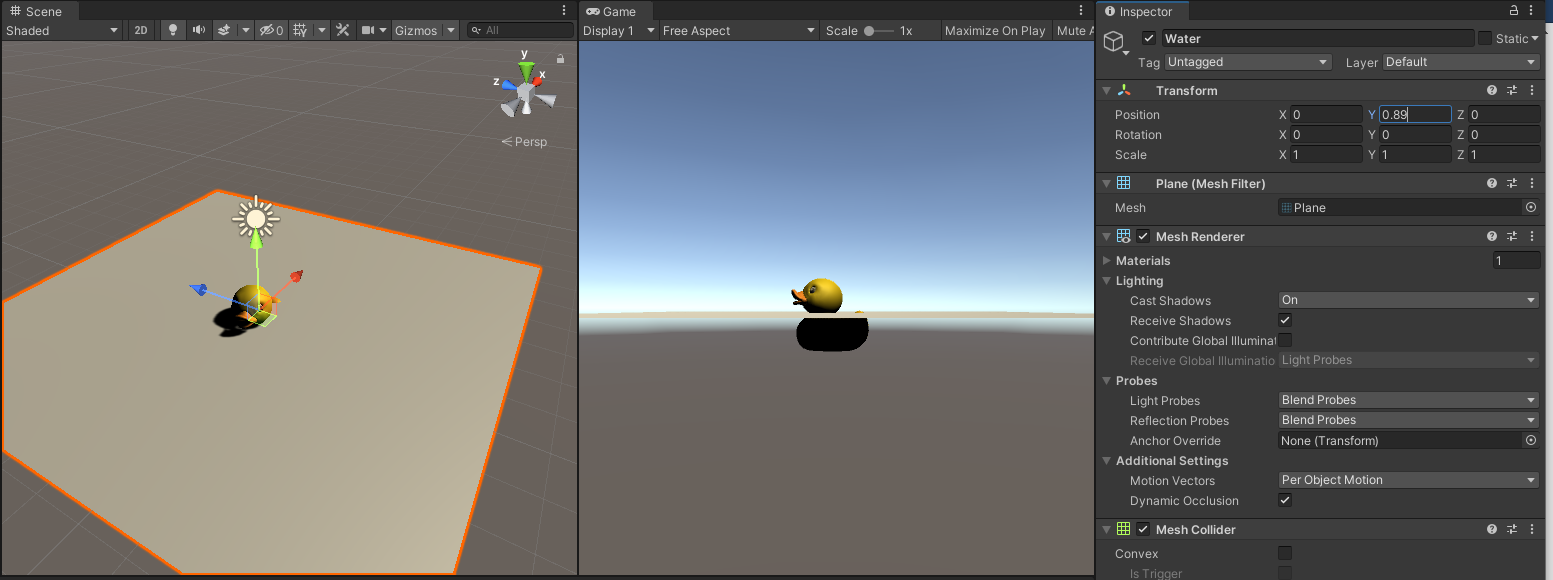 Scene
Shaded
2D
0
Gizmos
All
y
x
z
Persp
Game
Display 1
Free Aspect
Scale
1x
Maximize On Play
Mute A
Inspector
Water
Static
Tag
Untagged
Layer
Default
Transform
Position
X 0
Y 0.89
Z 0
Rotation
X 0
Y 0
Z 0
Scale
X 1
Y 1
Z 1
Plane (Mesh Filter)
Mesh
Plane
Mesh Renderer
Materials
1
Lighting
Cast Shadows
On
Receive Shadows
Contribute Global Illuminat
Receive Global Illuminatio
Light Probes
Probes
Light Probes
Blend Probes
Reflection Probes
Blend Probes
Anchor Override
None (Transform)
Additional Settings
Motion Vectors
Per Object Motion
Dynamic Occlusion
Mesh Collider
Convex
Is Trigger